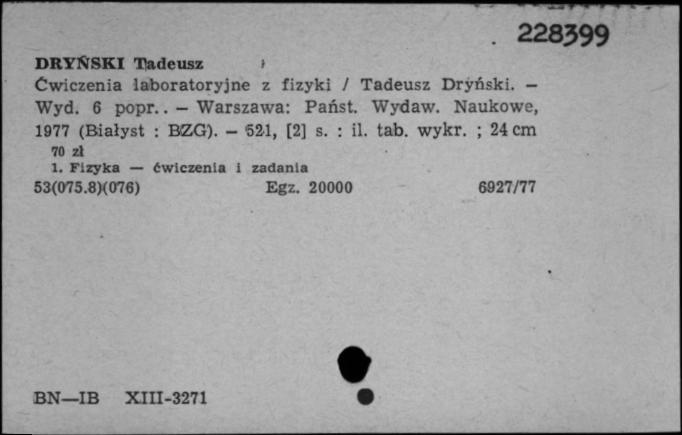 228399
DRYŃSKI Tadeusz
Ćwiczenia laboratoryjne z fizyki / Tadeusz Dryński. —
Wyd. 6 popr.. — Warszawa: Państ. Wydaw. Naukowe,
1977 (Białyst : BZG). — 521, [2] s. : il. tab. wykr. ; 24 cm
70 zł
1. Fizyka — ćwiczenia i zadania
53(075.8)(076) Egz. 20000 6927/77
BN—IB XIII-3271